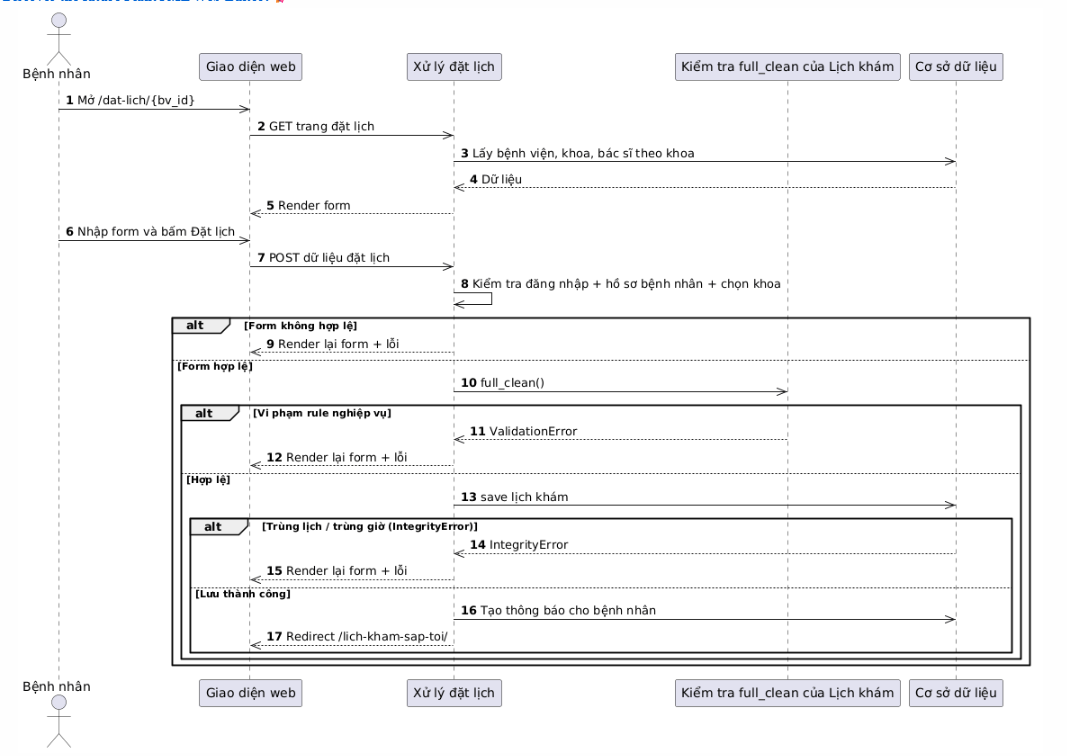 Bệnh nhân
Giao diện web
Xử lý đặt lịch
Kiểm tra full_clean của Lịch khám
Cơ sở dữ liệu
1 Mở /dat-lich/{bv_id}
2 GET trang đặt lịch
3 Lấy bệnh viện, khoa, bác sĩ theo khoa
4 Dữ liệu
5 Render form
6 Nhập form và bấm Đặt lịch
7 POST dữ liệu đặt lịch
8 Kiểm tra đăng nhập + hồ sơ bệnh nhân + chọn khoa
alt [Form không hợp lệ]
9 Render lại form + lỗi
[Form hợp lệ]
10 full_clean()
alt [Vi phạm rule nghiệp vụ]
11 ValidationError
12 Render lại form + lỗi
[Hợp lệ]
13 save lịch khám
alt [Trùng lịch / trùng giờ (IntegrityError)]
14 IntegrityError
15 Render lại form + lỗi
[Lưu thành công]
16 Tạo thông báo cho bệnh nhân
17 Redirect /lich-kham-sap-toi/
Bệnh nhân
Giao diện web
Xử lý đặt lịch
Kiểm tra full_clean của Lịch khám
Cơ sở dữ liệu